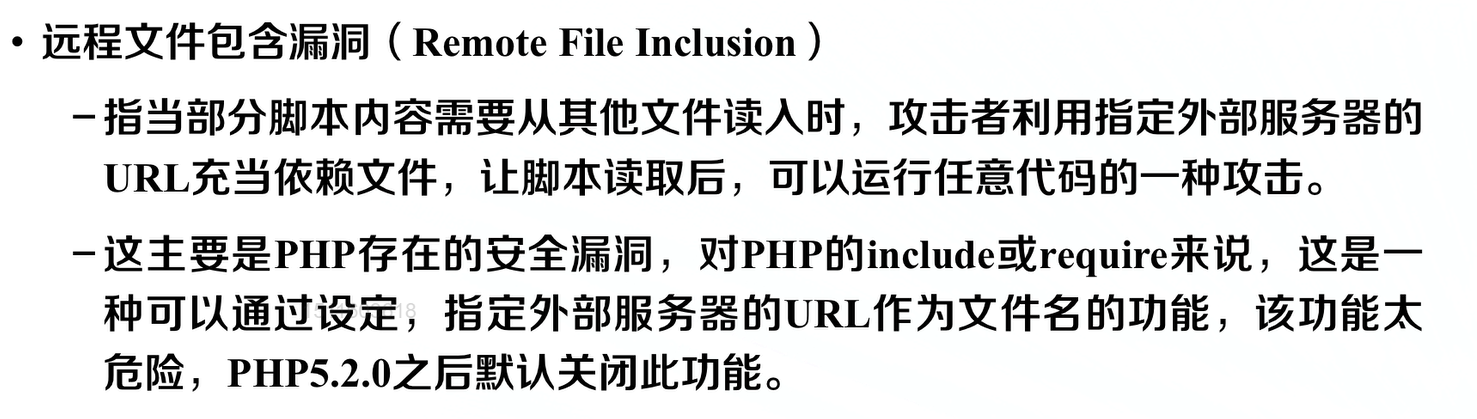 • 远程文件包含漏洞（Remote File Inclusion）
–指当部分脚本内容需要从其他文件读入时，攻击者利用指定外部服务器的
URL充当依赖文件，让脚本读取后，可以运行任意代码的一种攻击。
–这主要是PHP存在的安全漏洞，对PHP的include或require来说，这是一
种可以通过设定，指定外部服务器的URL作为文件名的功能，该功能太
危险，PHP5.2.0之后默认关闭此功能。